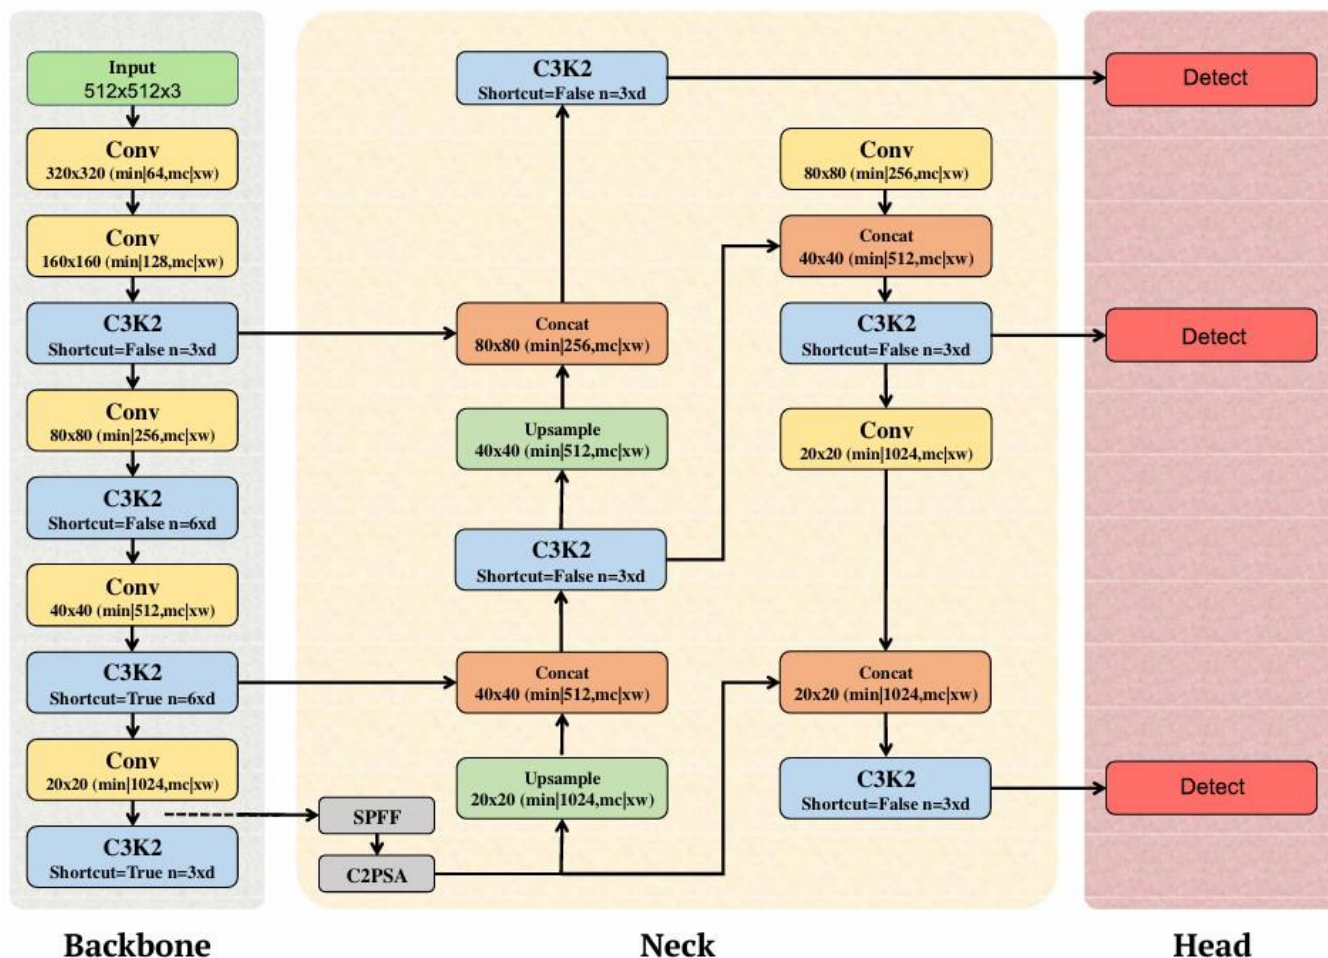 Input
512x512x3
Conv
320x320 (min|64,mc|xw)
Conv
160x160 (min|128,mc|xw)
C3K2
Shortcut=False n=3xd
Conv
80x80 (min|256,mc|xw)
C3K2
Shortcut=False n=6xd
Conv
40x40 (min|512,mc|xw)
C3K2
Shortcut=True n=6xd
Conv
20x20 (min|1024,mc|xw)
C3K2
Shortcut=True n=3xd
Backbone
SPFF
C2PSA
C3K2
Shortcut=False n=3xd
Concat
80x80 (min|256,mc|xw)
Upsample
40x40 (min|512,mc|xw)
C3K2
Shortcut=False n=3xd
Concat
40x40 (min|512,mc|xw)
Upsample
20x20 (min|1024,mc|xw)
Conv
80x80 (min|256,mc|xw)
Concat
40x40 (min|512,mc|xw)
C3K2
Shortcut=False n=3xd
Conv
20x20 (min|1024,mc|xw)
Concat
20x20 (min|1024,mc|xw)
C3K2
Shortcut=False n=3xd
Neck
Detect
Detect
Detect
Head